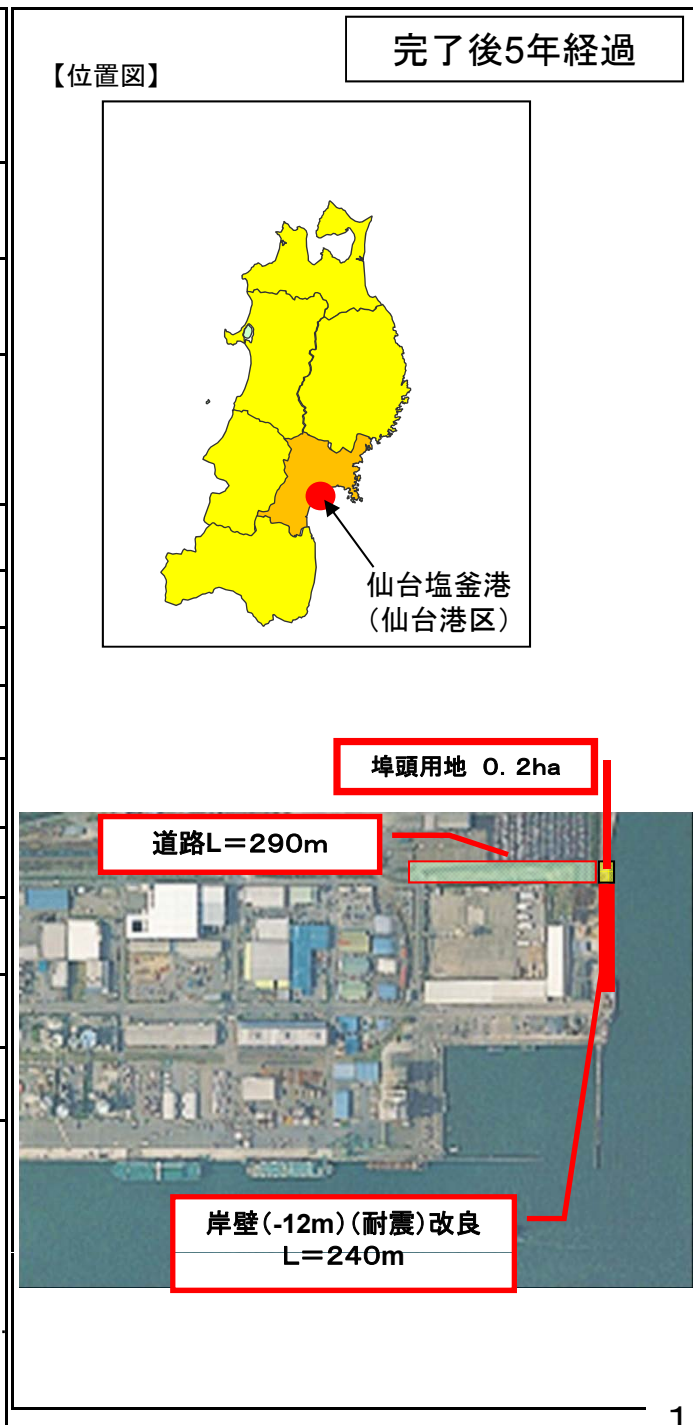 完了後5年経過
【位置図】
仙台塩釜港
（仙台港区）
埠頭用地 ０．２ha
道路L＝２９０ｍ
岸壁（-12m）（耐震）改良
L＝２４０ｍ
1